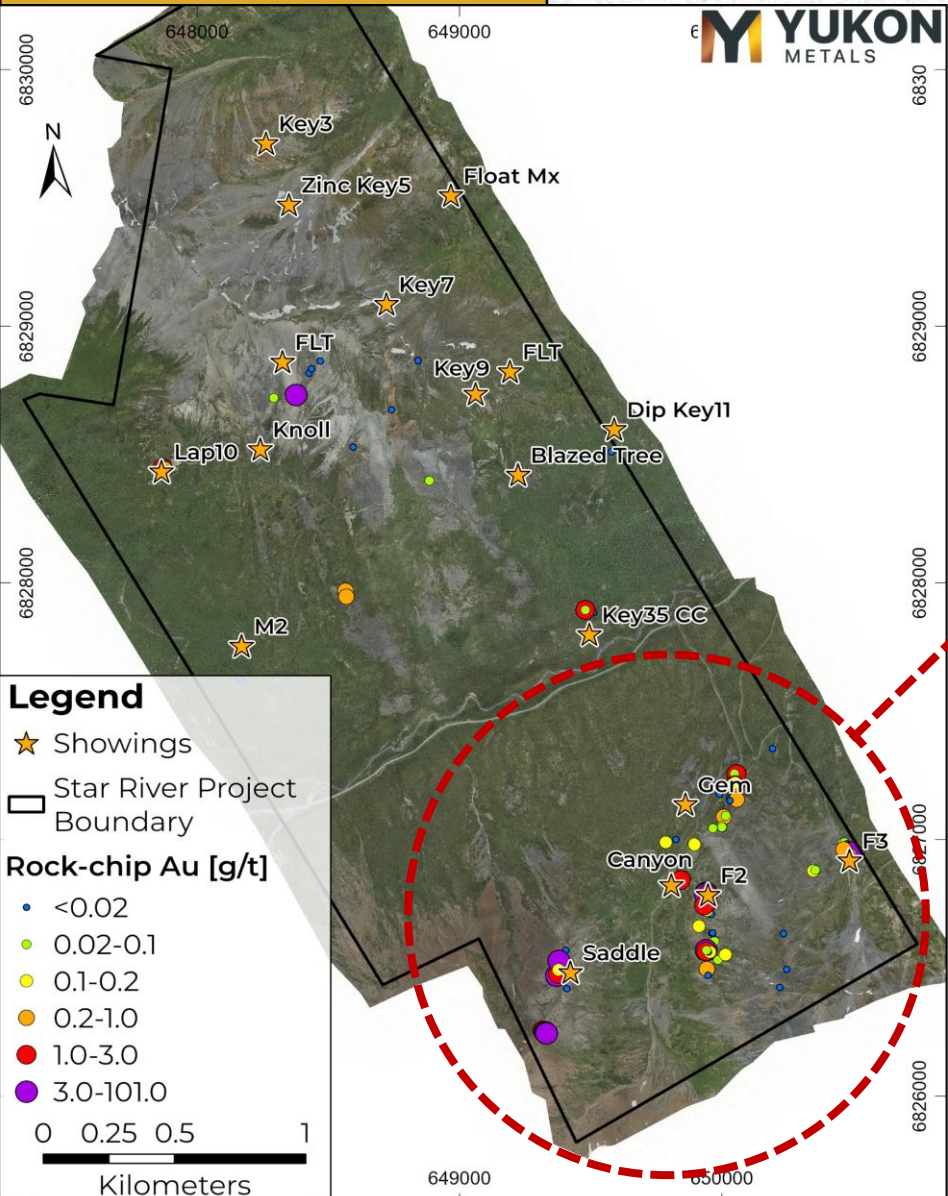 648000
649000
6
YUKON
METALS
6830000
6830
N
Key3
Zinc Key5
Float Mx
Key7
6829000
6829000
FLT
FLT
Key9
Dip Key11
Knoll
Lap10
Blazed Tree
6828000
6828000
Key35 CC
M2
Legend
Showings
Star River Project
Boundary
Rock-chip Au [g/t]
<0.02
0.02-0.1
0.1-0.2
0.2-1.0
1.0-3.0
3.0-101.0
0 0.25 0.5 1
Kilometers
Gem
Canyon
F2
F3
6827000
Saddle
6826000
649000
650000